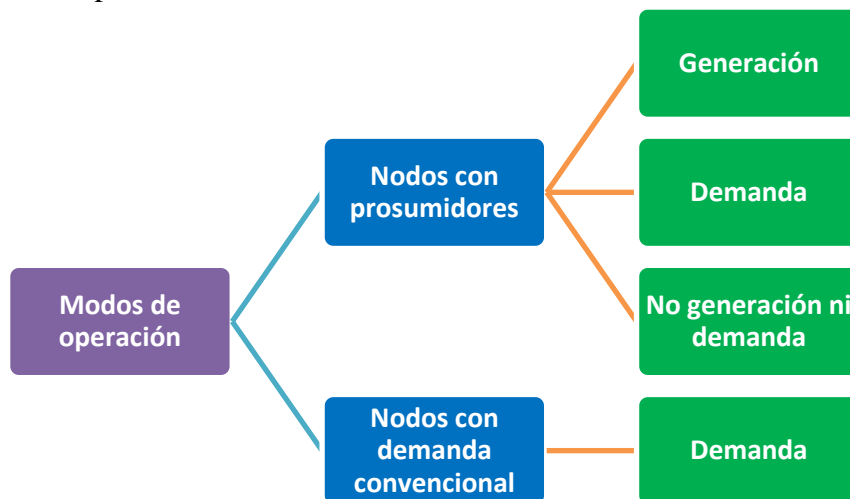 Generación
Nodos con
prosumidores
Demanda
Modos de
operación
No generación ni
demanda
Nodos con
demanda
convencional
Demanda